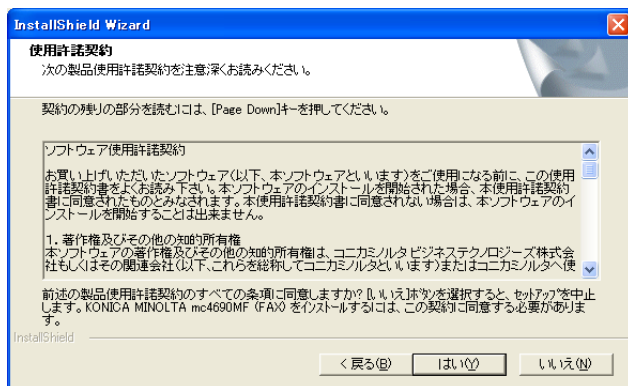 InstallShield Wizard
使用許諾契約
次の製品使用許諾契約を注意深くお読みください。
契約の残りの部分を読むには、[Page Down]キーを押してください。
ソフトウェア使用許諾契約
お買い上げいただいたソフトウェア(以下、本ソフトウェアといいます)をご使用になる前に、この使用
許諾契約書をよくお読み下さい。本ソフトウェアのインストールを開始された場合、本使用許諾契約
書に同意されたものとみなされます。本使用許諾契約書に同意されない場合は、本ソフトウェアのイ
ンストールを開始することは出来ません。
1. 著作権及びその他の知的所有権
本ソフトウェアの著作権及びその他の知的所有権は、コニカミノルタビジネステクノロジーズ株式会
社もしくはその関連会社(以下、これらを総称してコニカミノルタといいます)またはコニカミノルタへ使
前述の製品使用許諾契約のすべての条項に同意しますか? [いいえ]ボタンを選択すると、セットアップを中止
します。KONICA MINOLTA mc4690MF (FAX) をインストールするには、この契約に同意する必要がありま
す。
InstallShield
< 戻る(B)
はい(Y)
いいえ(N)